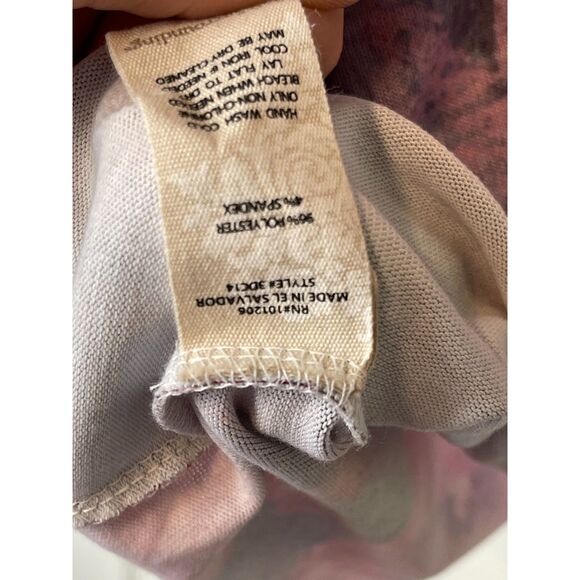 RN#101206
MADE IN EL SALVADOR
STYLE# 3DC14
96% POLYESTER
4% SPANDEX
HAND WASH COLD
ONLY NON-CHLORINE
BLEACH WHEN NEEDED
LAY FLAT TO DRY
COOL IRON IF NEEDED
MAY BE DRY CLEANED